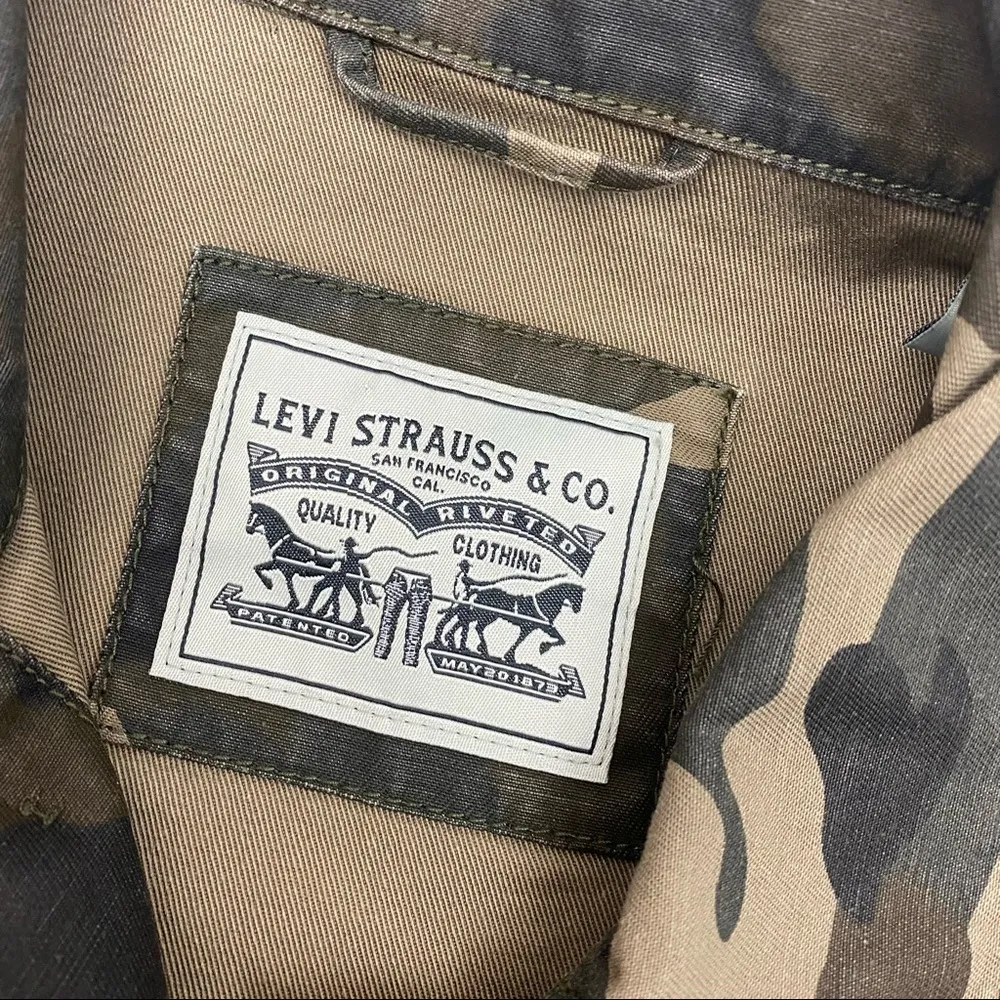 LEVI STRAUSS & CO.
SAN FRANCISCO
CAL.
ORIGINAL RIVETED
QUALITY CLOTHING
PATENTED
MAY 20 1873